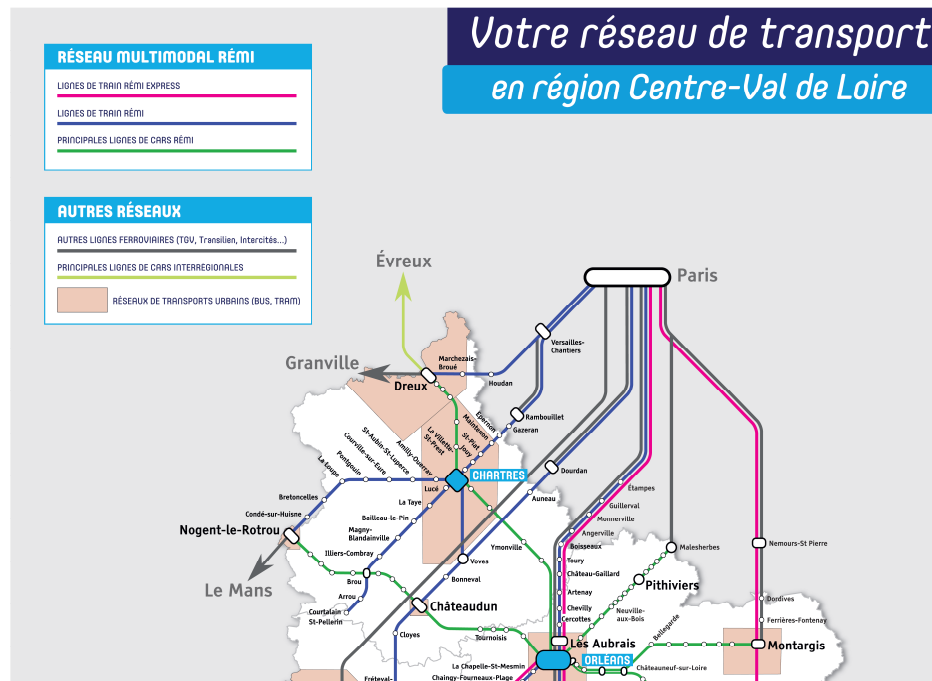 Votre réseau de transport
en région Centre-Val de Loire
RÉSEAU MULTIMODAL RÉMI
LIGNES DE TRAIN RÉMI EXPRESS
LIGNES DE TRAIN RÉMI
PRINCIPALES LIGNES DE CARS RÉMI
AUTRES RÉSEAUX
AUTRES LIGNES FERROVIAIRES (TGV, Transilien, Intercités...)
PRINCIPALES LIGNES DE CARS INTERREGIONALES
RÉSEAUX DE TRANSPORTS URBAINS (BUS, TRAM)
Évreux
Paris
Versailles-
Chantiers
Granville
Marchezais-
Broué
Dreux
Houdan
Rambouillet
Gazeran
Epernon
Maintenon
St-Piat
Jouy
La Villette-
St-Prest
Amilly-Ouerray
St-Aubin-St-Luperce
Courville-sur-Eure
Pontgouin
La Loupe
CHARTRES
Lucé
Dourdan
Auneau
Étampes
Guillerval
Monnerville
Angerville
Boisseaux
Toury
Château-Gaillard
Artenay
Chevilly
Cercottes
Bretoncelles
Condé-sur-Huisne
Nogent-le-Rotrou
Le Mans
La Taye
Bailleau-le-Pin
Magny-
Blandainville
Illiers-Combray
Brou
Arrou
Courtalain
St-Pellerin
Ymonville
Voves
Bonneval
Châteaudun
Cloyes
Tournoisis
Fréteval-
Malesherbes
Pithiviers
Neuville-
aux-Bois
Nemours-St Pierre
Dordives
Ferrières-Fontenay
Montargis
Bellegarde
Les Aubrais
ORLÉANS
Châteauneuf-sur-Loire
La Chapelle-St-Mesmin
Chaingy-Fourneaux-Plage